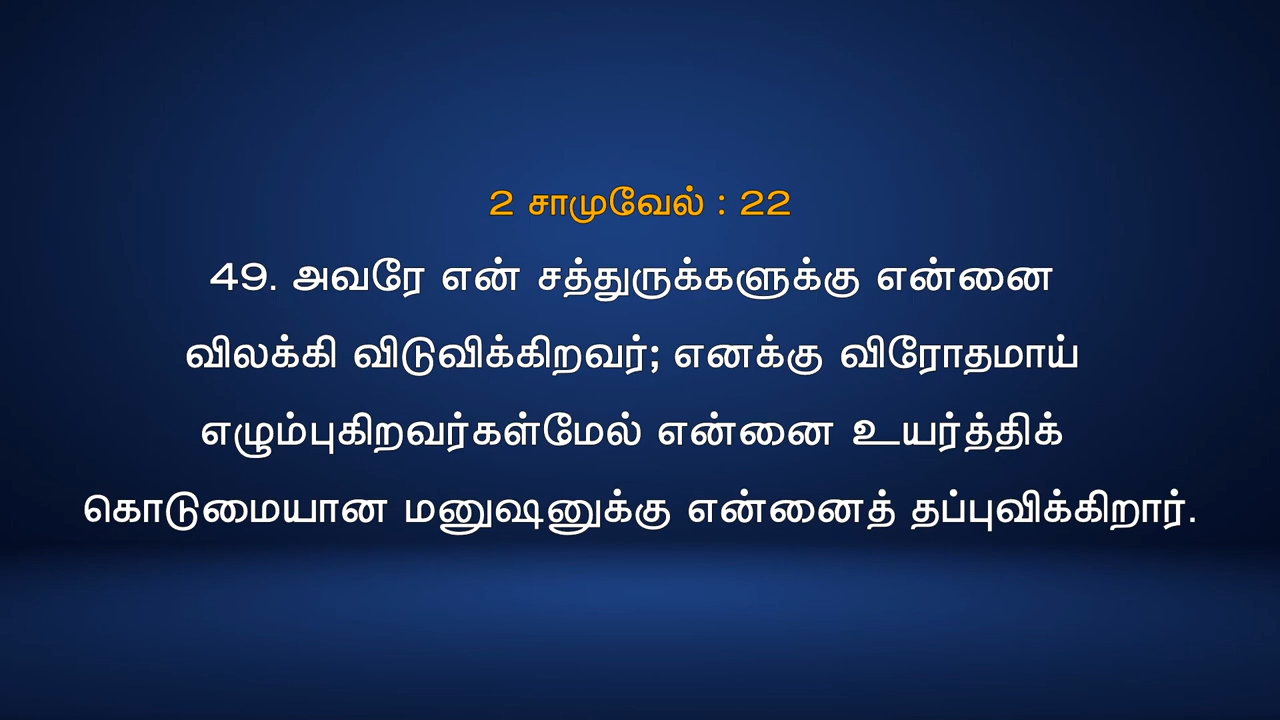 2 சாமுவேல் : 22
49. அவரே என் சத்துருக்களுக்கு என்னை
விலக்கி விடுவிக்கிறவர்; எனக்கு விரோதமாய்
எழும்புகிறவர்கள்மேல் என்னை உயர்த்திக்
கொடுமையான மனுஷனுக்கு என்னைத் தப்புவிக்கிறார்.